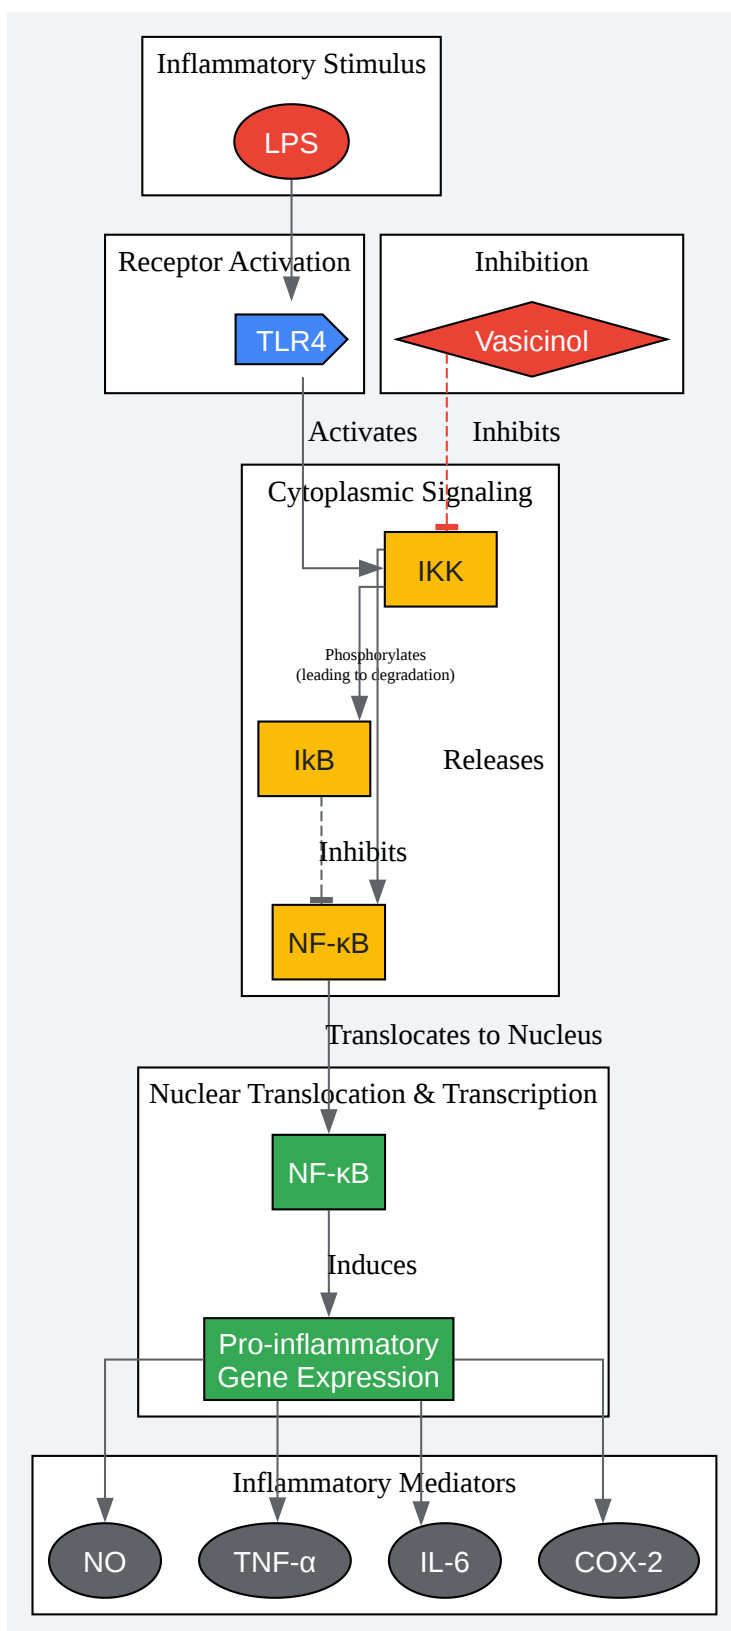 Inflammatory Stimulus
LPS
Receptor Activation
Inhibition
TLR4
Vasicinol
Activates
Inhibits
Cytoplasmic Signaling
IKK
Phosphorylates
(leading to degradation)
IkB
Releases
Inhibits
NF-κB
Translocates to Nucleus
Nuclear Translocation & Transcription
NF-κB
Induces
Pro-inflammatory
Gene Expression
Inflammatory Mediators
NO
TNF-α
IL-6
COX-2